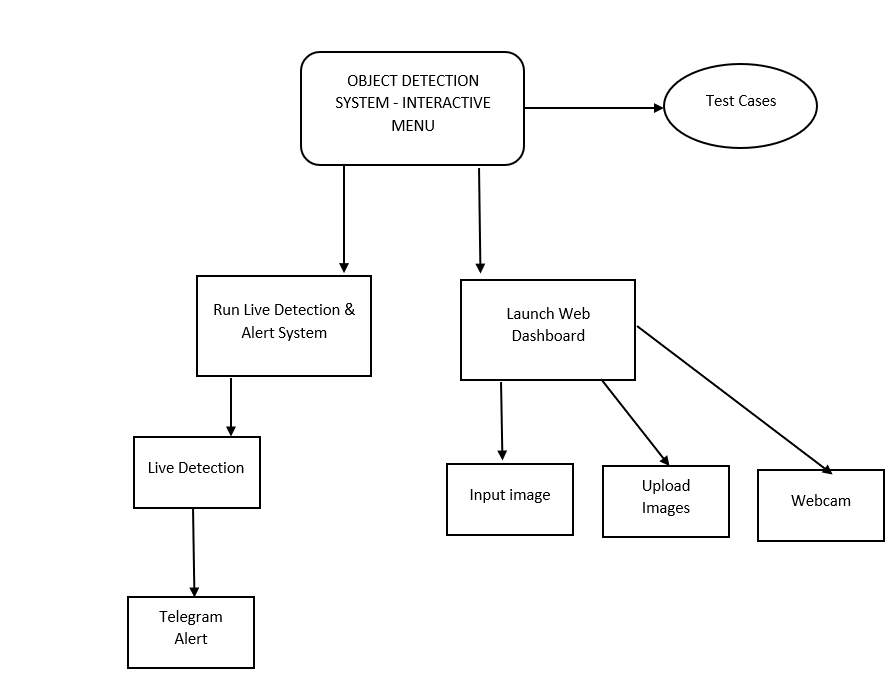 OBJECT DETECTION
SYSTEM - INTERACTIVE
MENU
Test Cases
Run Live Detection &
Alert System
Launch Web
Dashboard
Live Detection
Input image
Upload
Images
Webcam
Telegram
Alert